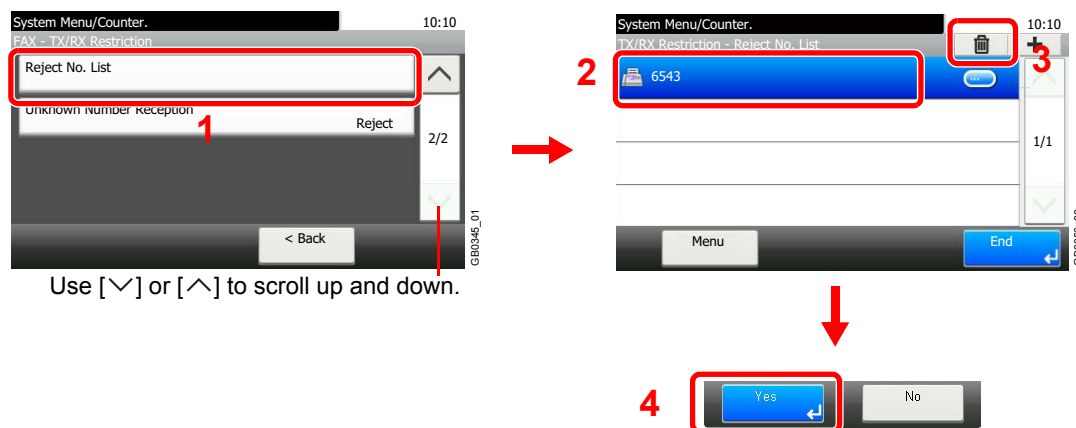 System Menu/Counter.
10:10
FAX - TX/RX Restriction
Reject No. List
Unknown Number Reception
1
Reject
2/2
< Back
GB0345_01
Use [∨] or [∧] to scroll up and down.
System Menu/Counter.
10:10
TX/RX Restriction - Reject No. List
3
2
6543
1/1
Menu
End
4
Yes
No